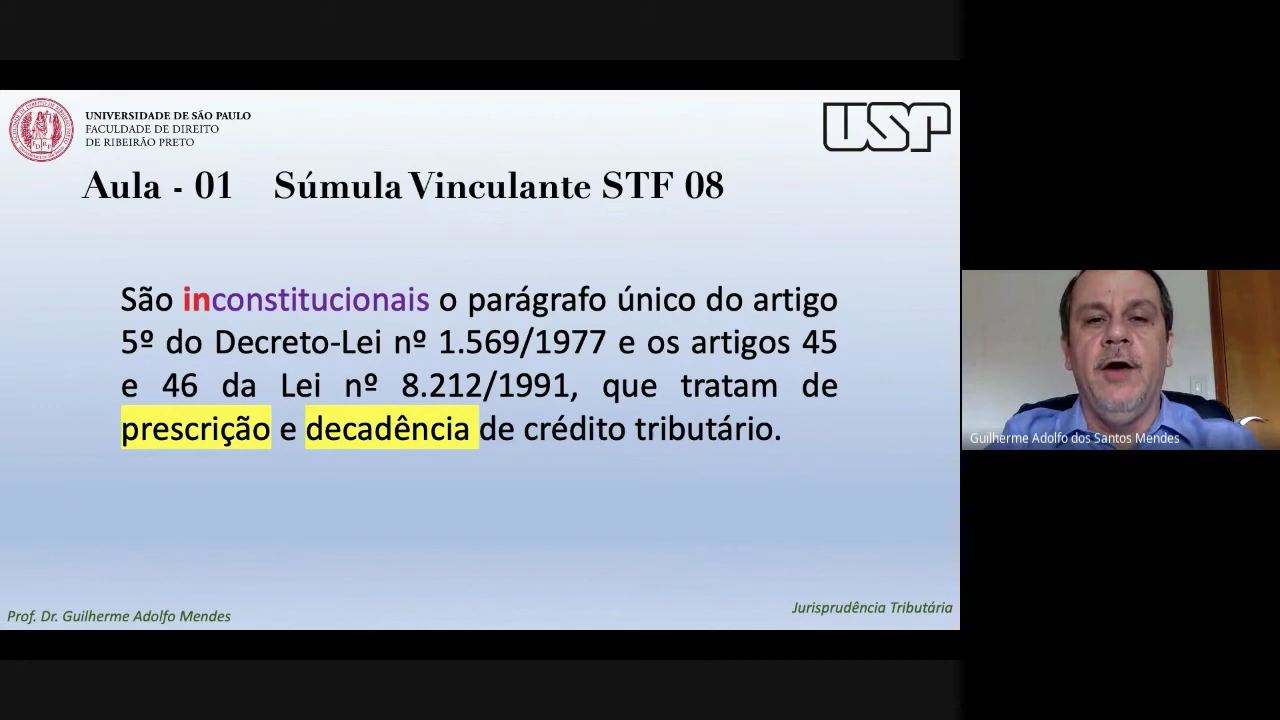 UNIVERSIDADE DE SÃO PAULO
FACULDADE DE DIREITO
DE RIBEIRÃO PRETO
USP
Aula - 01 Súmula Vinculante STF 08
São inconstitucionais o parágrafo único do artigo
5º do Decreto-Lei nº 1.569/1977 e os artigos 45
e 46 da Lei nº 8.212/1991, que tratam de
prescrição e decadência de crédito tributário.
Guilherme Adolfo dos Santos Mendes
Prof. Dr. Guilherme Adolfo Mendes
Jurisprudência Tributária